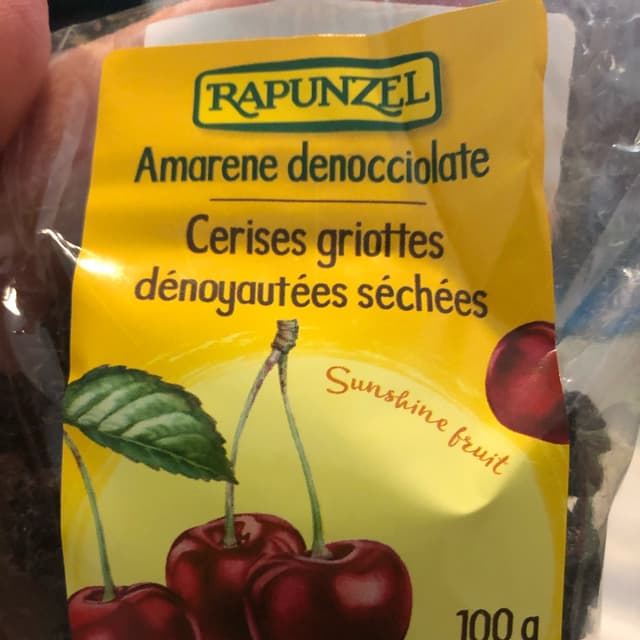 RAPUNZEL
Amarene denocciolate
Cerises griottes
dénoyautées séchées
Sunshine fruit
100 g